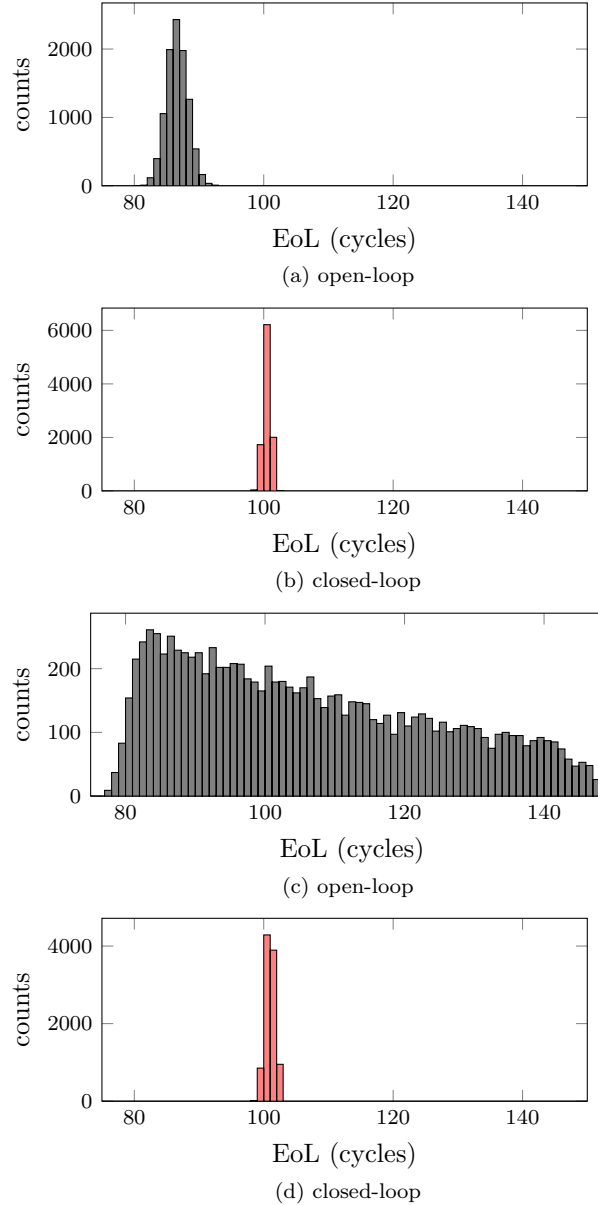 2000
1000
0
counts
80 100 120 140
EoL (cycles)
(a) open-loop
6000
4000
2000
0
counts
80 100 120 140
EoL (cycles)
(b) closed-loop
200
100
0
counts
80 100 120 140
EoL (cycles)
(c) open-loop
4000
2000
0
counts
80 100 120 140
EoL (cycles)
(d) closed-loop